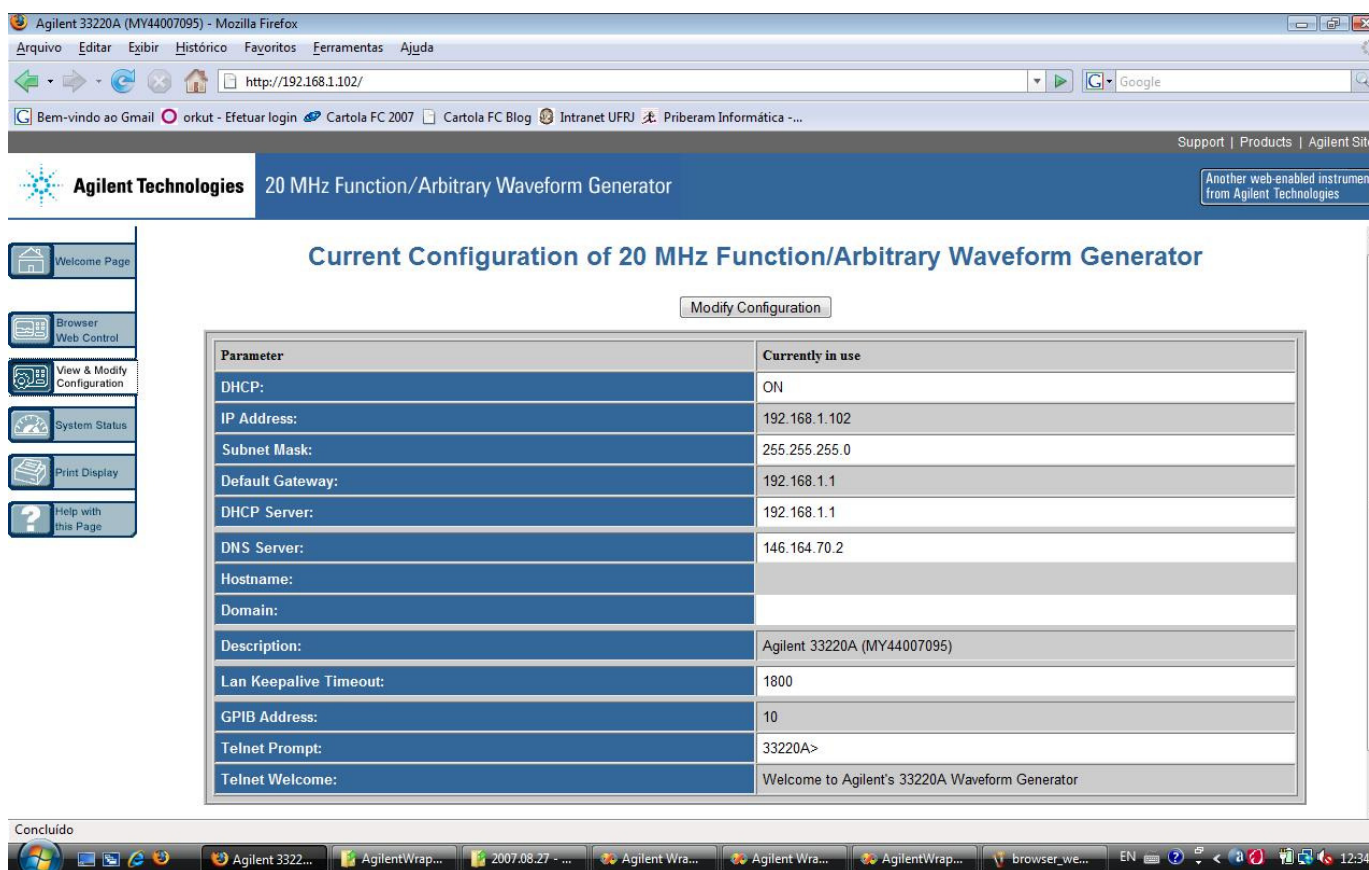 Agilent 33220A (MY44007095) - Mozilla Firefox
Arquivo Editar Exibir Histórico Favoritos Ferramentas Ajuda
http://192.168.1.102/
G Google
G Bem-vindo ao Gmail orkut - Efetuar login Cartola FC 2007 Cartola FC Blog Intranet UFRJ Priberam Informática -...
Support | Products | Agilent Site
Agilent Technologies 20 MHz Function/Arbitrary Waveform Generator
Another web-enabled instrumen
from Agilent Technologies
Welcome Page
Browser
Web Control
View & Modify
Configuration
System Status
Print Display
Help with
this Page
Current Configuration of 20 MHz Function/Arbitrary Waveform Generator
Modify Configuration
Parameter Currently in use
DHCP: ON
IP Address: 192.168.1.102
Subnet Mask: 255.255.255.0
Default Gateway: 192.168.1.1
DHCP Server: 192.168.1.1
DNS Server: 146.164.70.2
Hostname:
Domain:
Description: Agilent 33220A (MY44007095)
Lan Keepalive Timeout: 1800
GPIB Address: 10
Telnet Prompt: 33220A>
Telnet Welcome: Welcome to Agilent's 33220A Waveform Generator
Concluído
Agilent 3322... AgilentWrap... 2007.08.27 - ... Agilent Wra... Agilent Wra... AgilentWrap... browser_we... EN 12:34